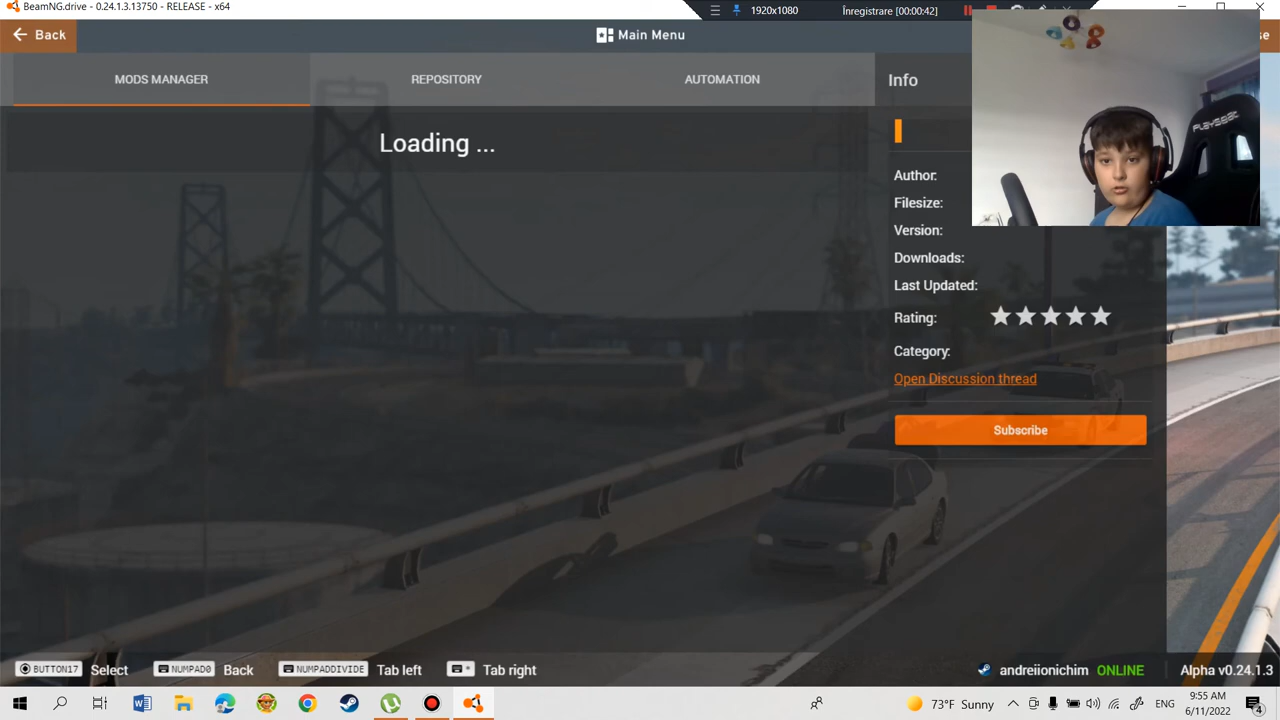 BeamNG.drive - 0.24.1.3.13750 - RELEASE - x64
1920x1080
Înregistrare [00:00:42]
Back
Main Menu
se
MODS MANAGER
REPOSITORY
AUTOMATION
Info
Loading ...
PLAYSEAT
Author:
Filesize:
Version:
Downloads:
Last Updated:
Rating:
Category:
Open Discussion thread
Subscribe
BUTTON17 Select NUMPAD0 Back NUMPADDIVIDE Tab left * Tab right
andreiionichim ONLINE
Alpha v0.24.1.3
73°F Sunny
ENG
9:55 AM
6/11/2022
4